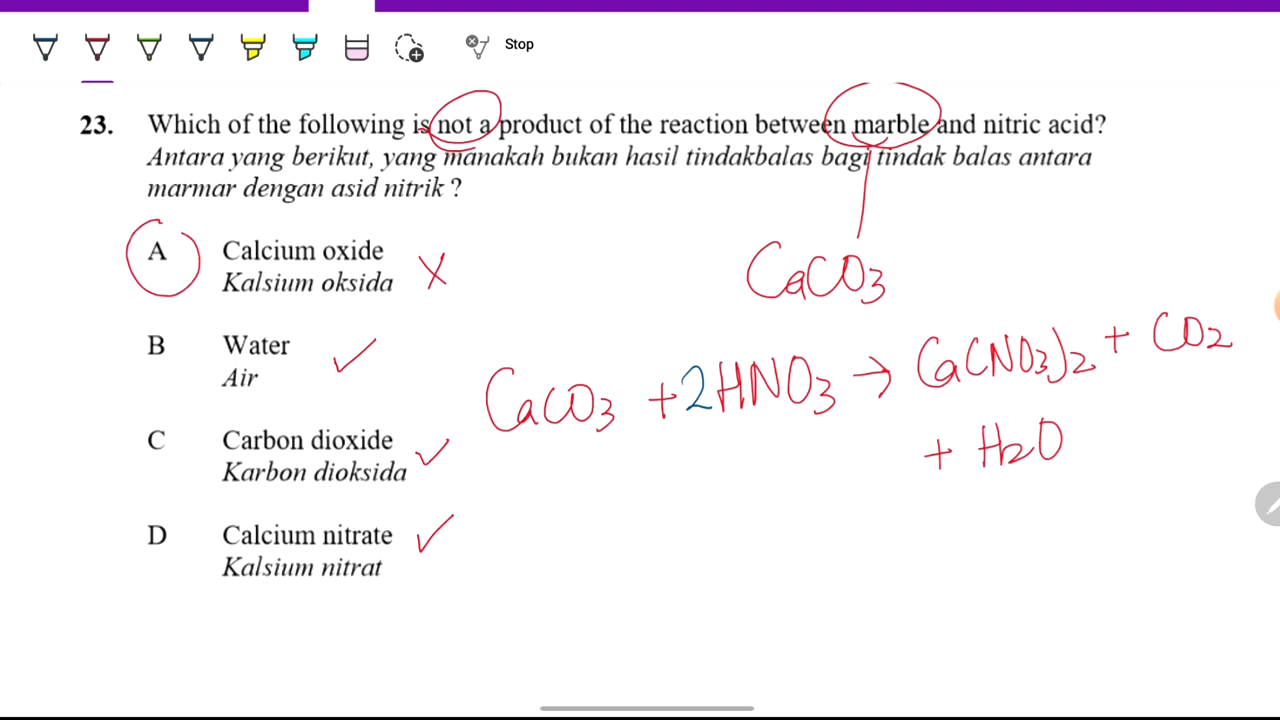 Stop
23. Which of the following is not a product of the reaction between marble and nitric acid?
Antara yang berikut, yang manakah bukan hasil tindakbalas bagi tindak balas antara
marmar dengan asid nitrik ?
A Calcium oxide
Kalsium oksida
CaCO3
B Water
Air
CaCO3 + 2HNO3 → Ca(NO3)2 + CO2
+ H2O
C Carbon dioxide
Karbon dioksida
D Calcium nitrate
Kalsium nitrat